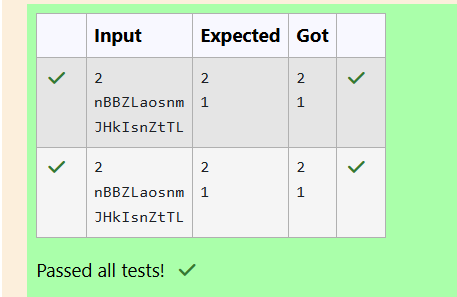 Input Expected Got
2 2 2
nBBZLaosnm 1 1
JHkIsnZtTL
2 2 2
nBBZLaosnm 1 1
JHkIsnZtTL
Passed all tests!